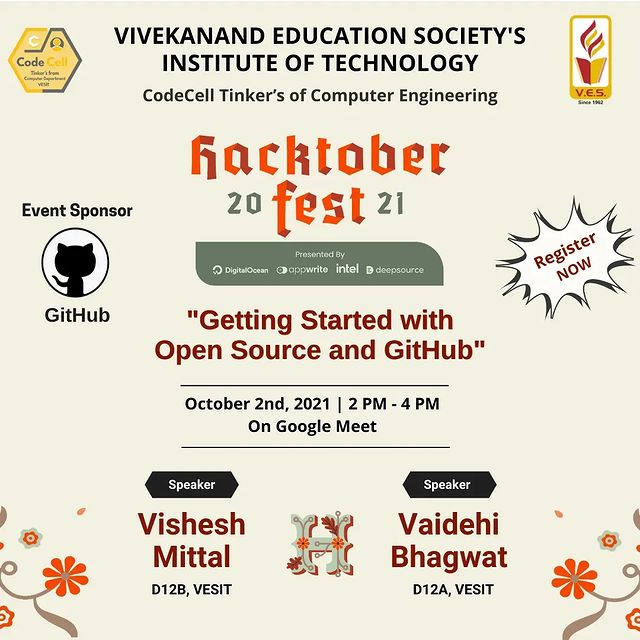 VIVEKANAND EDUCATION SOCIETY'S
INSTITUTE OF TECHNOLOGY
CodeCell Tinker's of Computer Engineering
C
Code Cell
Tinker's from
Computer Department
VESIT
V.E.S.
Since 1962
hacktober
20 fest 21
Presented By
DigitalOcean appwrite intel deepsource
Event Sponsor
GitHub
Register
NOW
"Getting Started with
Open Source and GitHub"
October 2nd, 2021 | 2 PM - 4 PM
On Google Meet
Speaker
Vishesh
Mittal
D12B, VESIT
H
Speaker
Vaidehi
Bhagwat
D12A, VESIT